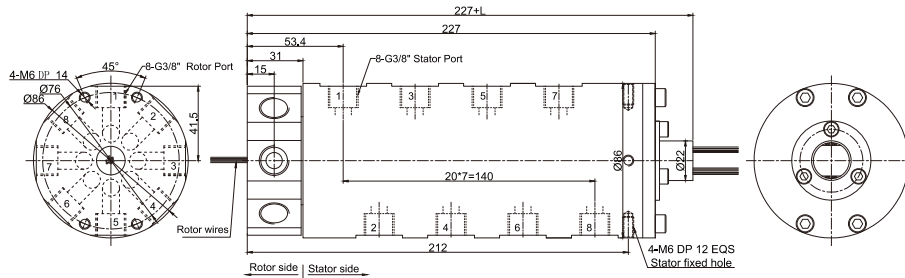 227+L
227
53.4
31
15
8-G3/8" Stator Port
8-G3/8" Rotor Port
45°
4-M6 DP 14
Ø76
Ø86
41.5
1
2
3
4
5
6
7
8
1
3
5
7
Ø86
Ø22
20*7=140
2
4
6
8
Rotor wires
212
4-M6 DP 12 EQS
Stator fixed hole
Rotor side
Stator side